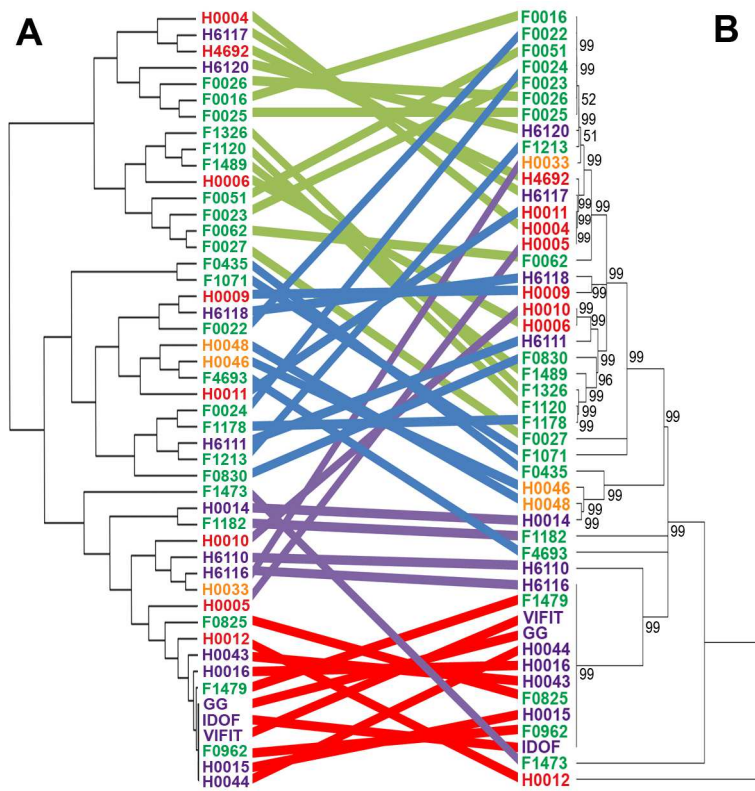 A
H0004
H6117
H4692
H6120
F0026
F0016
F0025
F1326
F1120
F1489
H0006
F0051
F0023
F0062
F0027
F0435
F1071
H0009
H6118
F0022
H0048
H0046
F4693
H0011
F0024
F1178
H6111
F1213
F0830
F1473
H0014
F1182
H0010
H6110
H6116
H0033
H0005
F0825
H0012
H0043
H0016
F1479
GG
IDOF
VIFIT
F0962
H0015
H0044
B
F0016
F0022
F0051
F0024
F0023
F0026
F0025
H6120
F1213
H0033
H4692
H6117
H0011
H0004
H0005
F0062
H6118
H0009
H0010
H0006
H6111
F0830
F1489
F1326
F1120
F1178
F0027
F1071
F0435
H0046
H0048
H0014
F1182
F4693
H6110
H6116
F1479
VIFIT
GG
H0044
H0016
H0043
F0825
H0015
F0962
IDOF
F1473
H0012
99
99
52
99
51
99
99
99
99
99
99
99
99
99
99
96
99
99
99
99
99
99
99
99
99